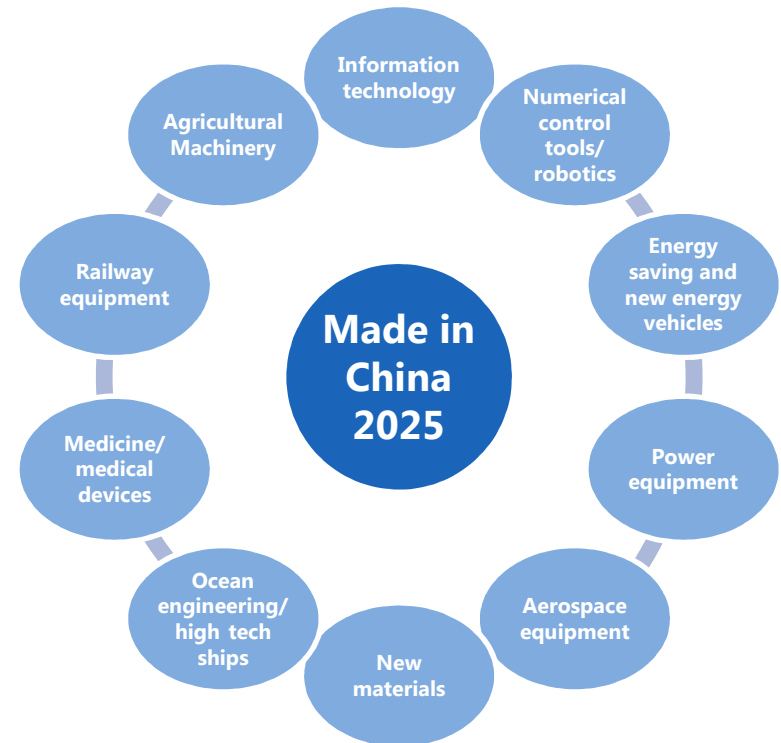 Information
technology
Numerical
control
tools/
robotics
Energy
saving and
new energy
vehicles
Power
equipment
Aerospace
equipment
New
materials
Ocean
engineering/
high tech
ships
Medicine/
medical
devices
Railway
equipment
Agricultural
Machinery
Made in
China
2025